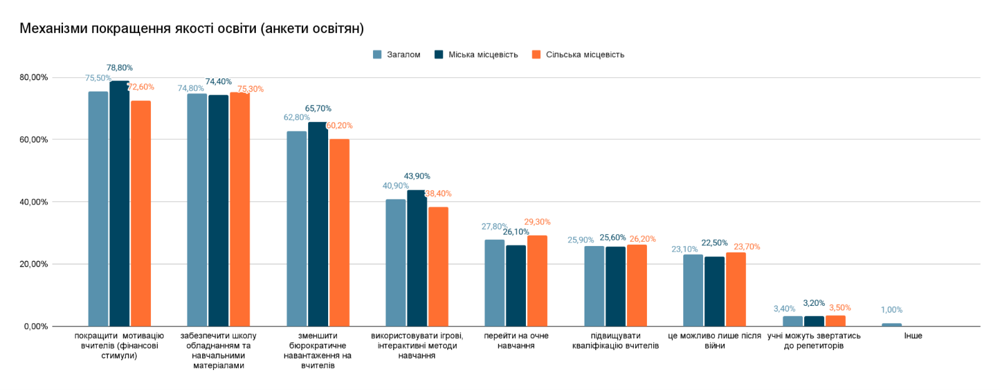 Механізми покращення якості освіти (анкети освітян)
Загалом Міська місцевість Сільська місцевість
80,00%
60,00%
40,00%
20,00%
0,00%
75,50% 78,80% 72,60%
74,80% 74,40% 75,30%
62,80% 65,70% 60,20%
40,90% 43,90% 38,40%
27,80% 26,10% 29,30%
25,90% 25,60% 26,20%
23,10% 22,50% 23,70%
3,40% 3,20% 3,50%
1,00%
покращити мотивацію
вчителів (фінансові
стимули)
забезпечити школу
обладнанням та
навчальними
матеріалами
зменшити
бюрократичне
навантаження на
вчителів
використовувати ігрові,
інтерактивні методи
навчання
перейти на очне
навчання
підвищувати
кваліфікацію вчителів
це можливо лише після
війни
учні можуть звертатись
до репетиторів
Інше